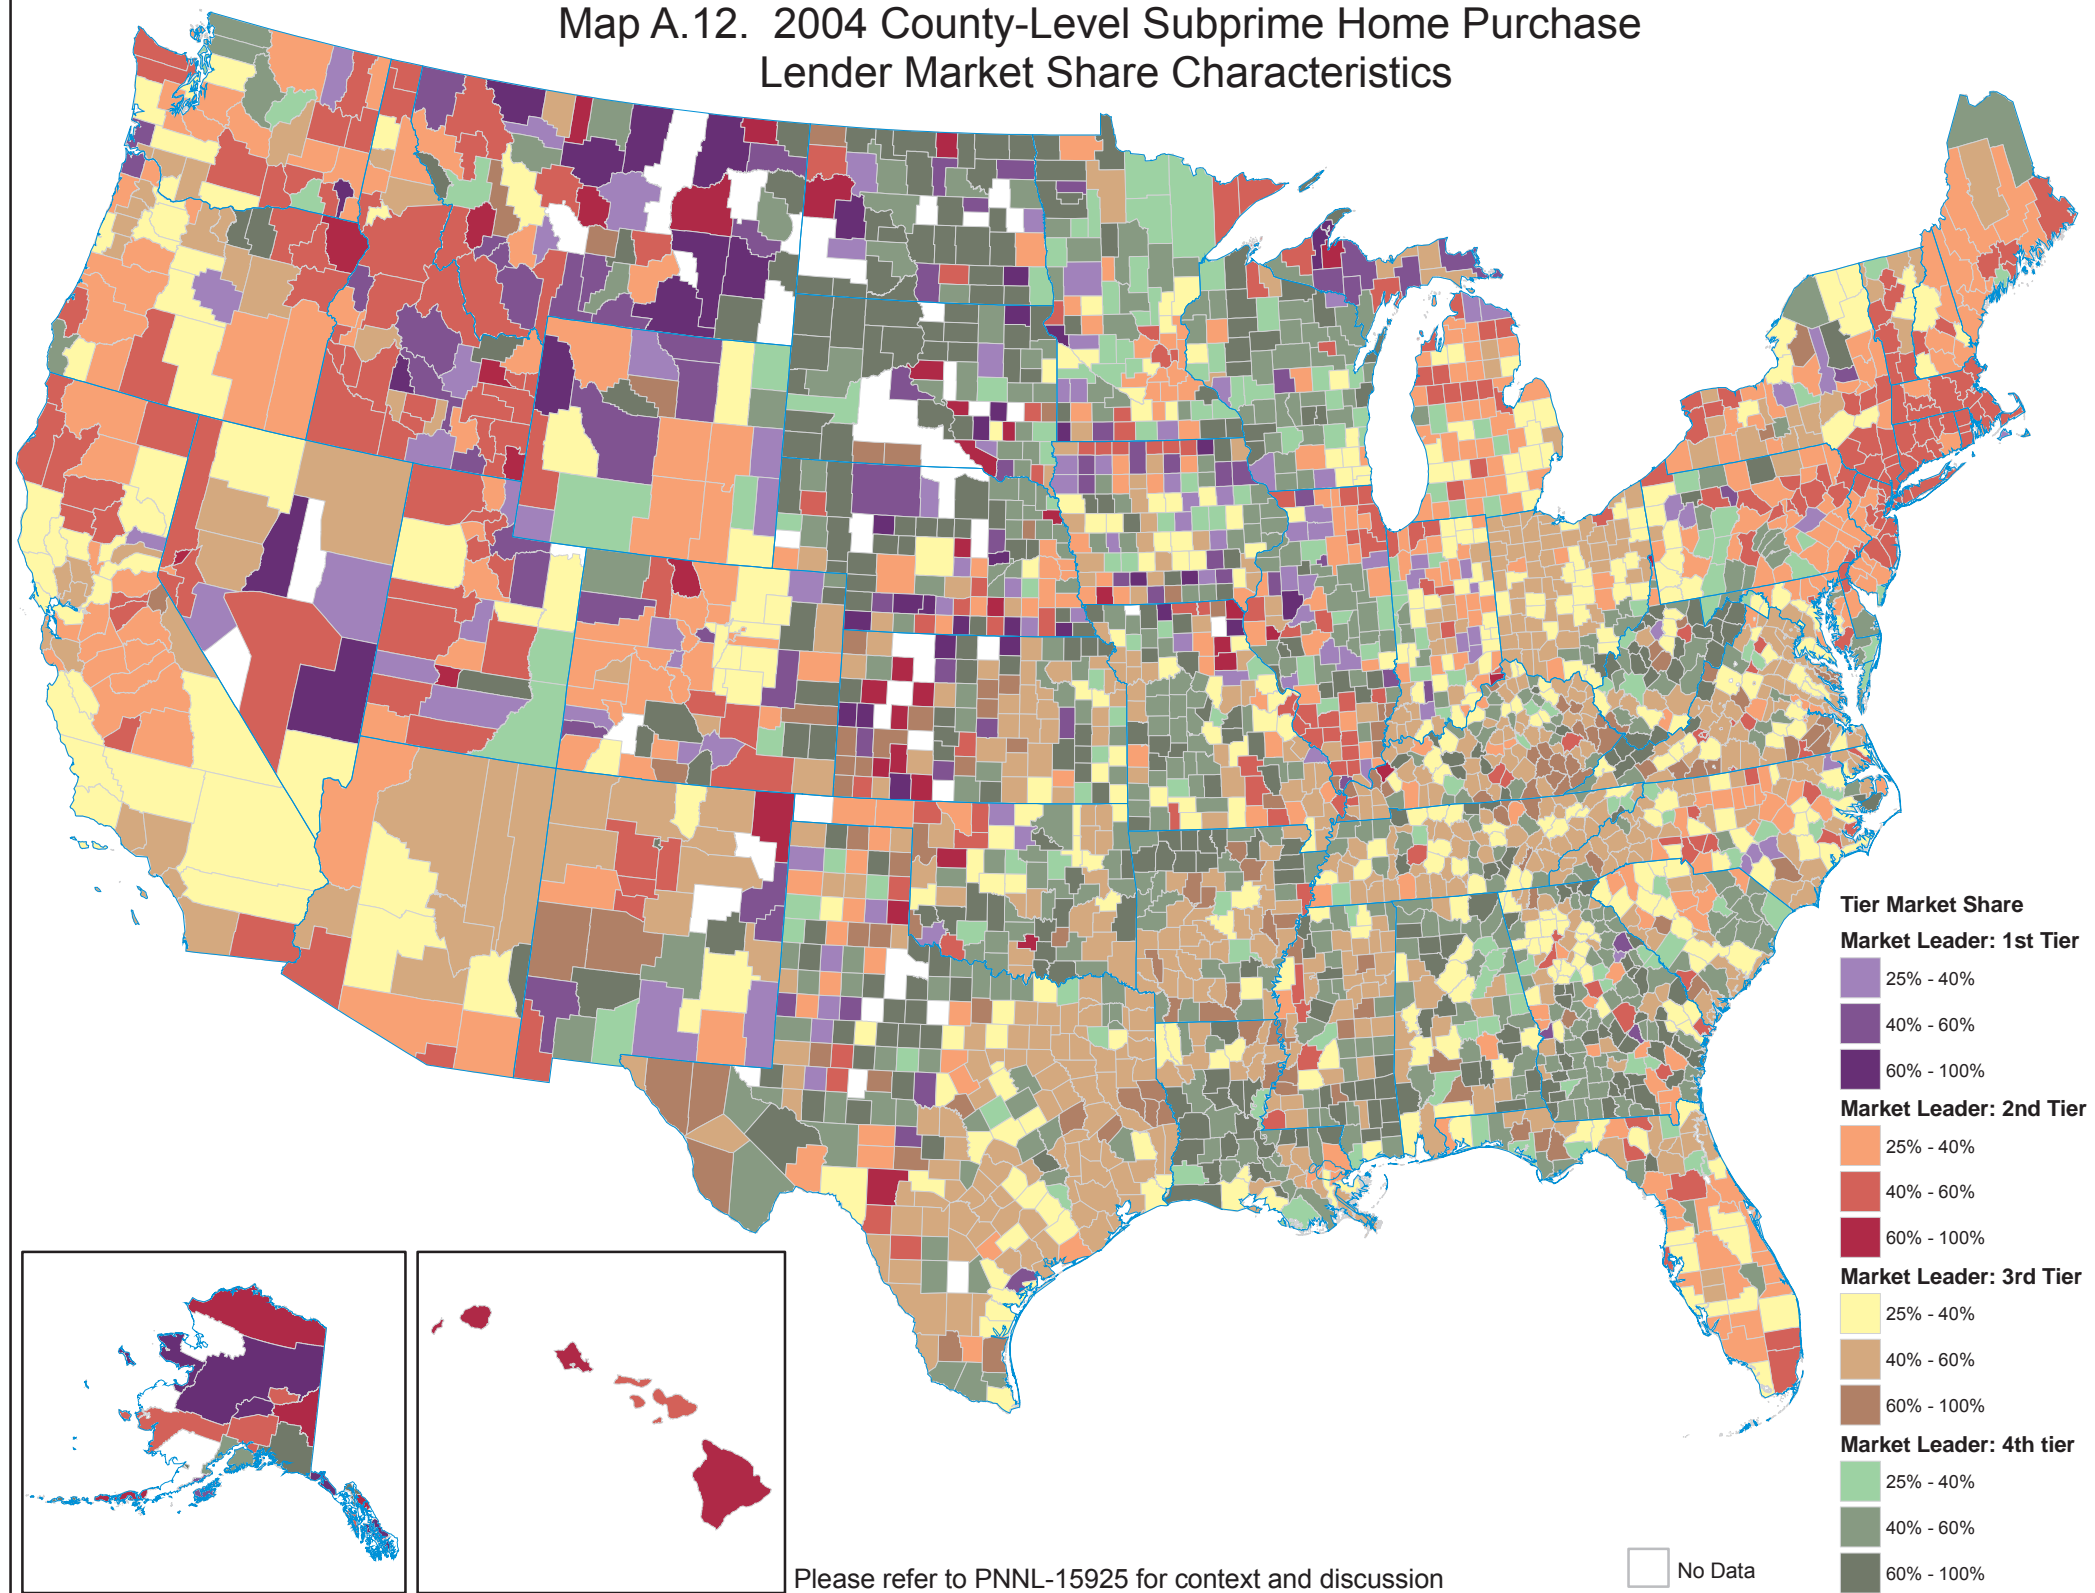 Map A.12.  2004 County-Level Subprime Home Purchase
Lender Market Share Characteristics
Tier Market Share
Market Leader: 1st Tier
25% - 40%
40% - 60%
60% - 100%
Market Leader: 2nd Tier
25% - 40%
40% - 60%
60% - 100%
Market Leader: 3rd Tier
25% - 40%
40% - 60%
60% - 100%
Market Leader: 4th tier
25% - 40%
40% - 60%
60% - 100%
No Data
Please refer to PNNL-15925 for context and discussion